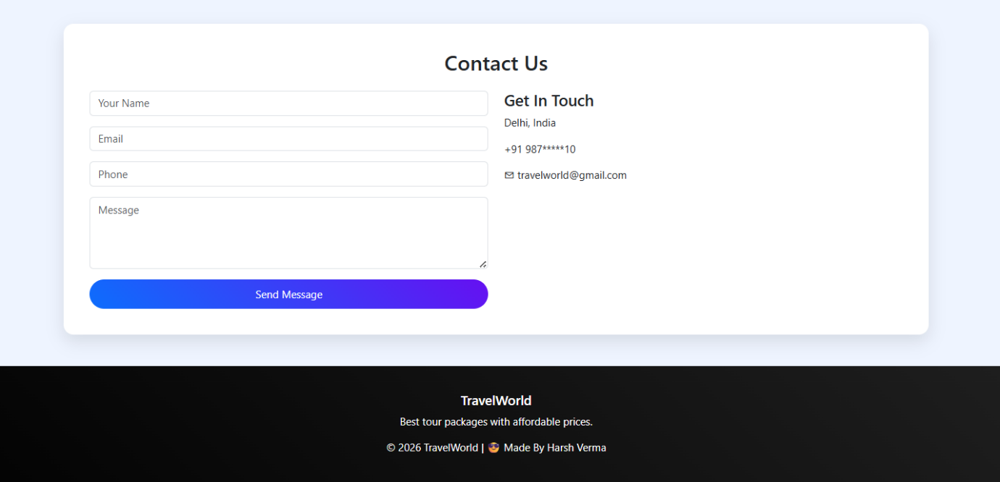 Contact Us
Your Name
Email
Phone
Message
Send Message
Get In Touch
Delhi, India
+91 987*****10
travelworld@gmail.com
TravelWorld
Best tour packages with affordable prices.
© 2026 TravelWorld | 😎 Made By Harsh Verma